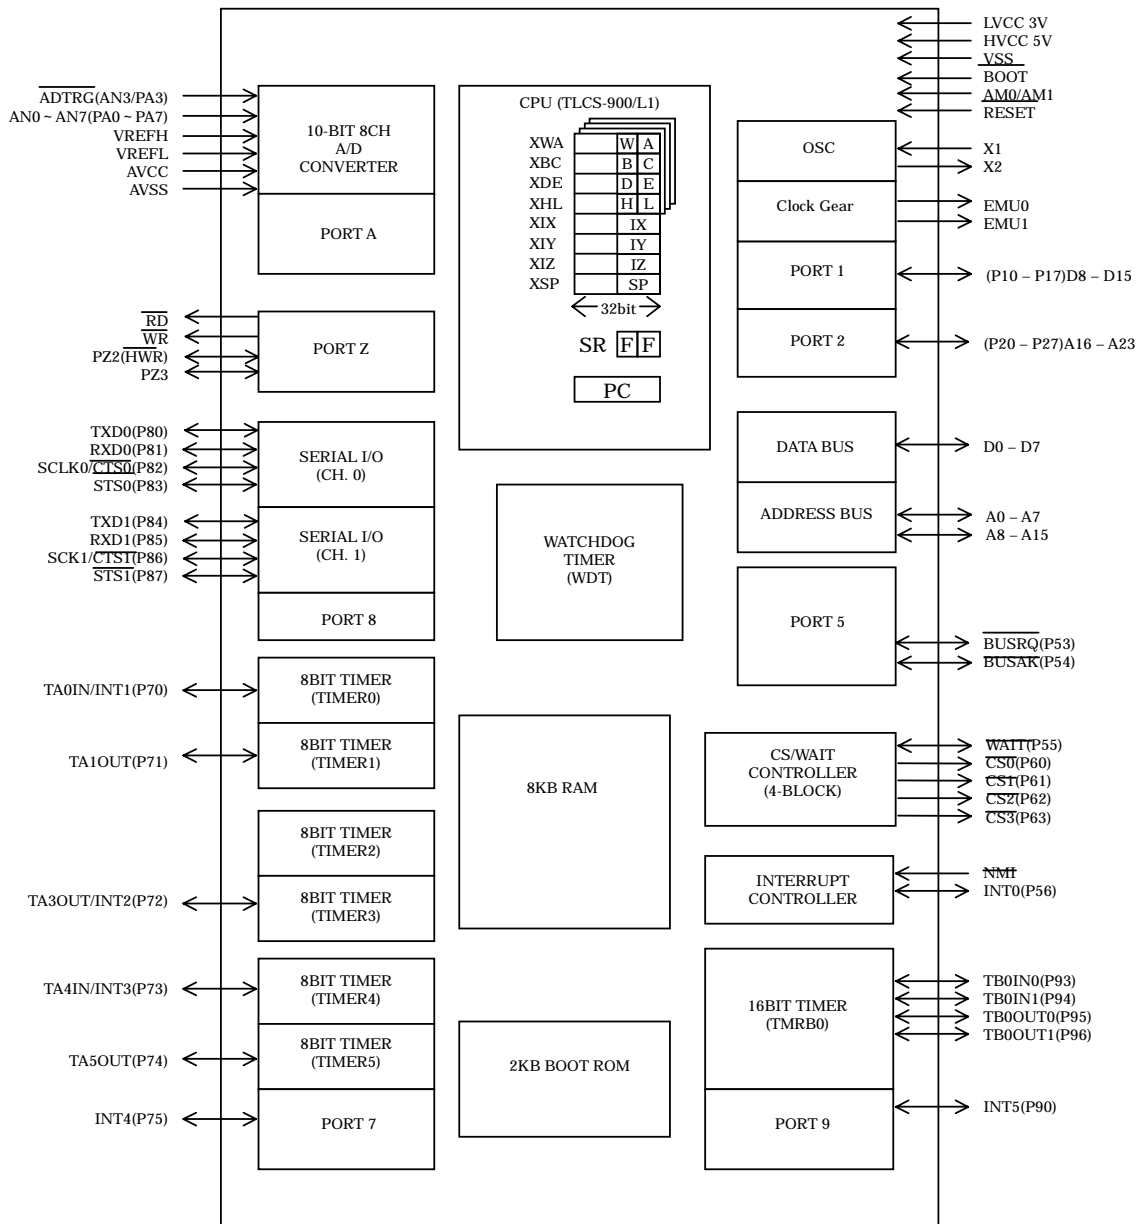 LVCC 3V
HVCC 5V
VSS
BOOT
AM0/AM1
RESET
ADTRG(AN3/PA3)
AN0 ~ AN7(PA0 ~ PA7)
VREFH
VREFL
AVCC
AVSS
10-BIT 8CH
A/D
CONVERTER
PORT A
CPU (TLCS-900/L1)
XWA W A
XBC B C
XDE D E
XHL H L
XIX IX
XIY IY
XIZ IZ
XSP SP
32bit
SR F F
PC
OSC
X1
X2
Clock Gear
EMU0
EMU1
PORT 1
(P10 – P17)D8 – D15
PORT 2
(P20 – P27)A16 – A23
RD
WR
PZ2(HWR)
PZ3
PORT Z
TXD0(P80)
RXD0(P81)
SCLK0/CTS0(P82)
STS0(P83)
SERIAL I/O
(CH. 0)
TXD1(P84)
RXD1(P85)
SCK1/CTS1(P86)
STS1(P87)
SERIAL I/O
(CH. 1)
PORT 8
WATCHDOG
TIMER
(WDT)
DATA BUS
D0 – D7
ADDRESS BUS
A0 – A7
A8 – A15
PORT 5
BUSRQ(P53)
BUSAK(P54)
TA0IN/INT1(P70)
8BIT TIMER
(TIMER0)
TA1OUT(P71)
8BIT TIMER
(TIMER1)
8BIT TIMER
(TIMER2)
TA3OUT/INT2(P72)
8BIT TIMER
(TIMER3)
TA4IN/INT3(P73)
8BIT TIMER
(TIMER4)
TA5OUT(P74)
8BIT TIMER
(TIMER5)
INT4(P75)
PORT 7
8KB RAM
2KB BOOT ROM
CS/WAIT
CONTROLLER
(4-BLOCK)
WAIT(P55)
CS0(P60)
CS1(P61)
CS2(P62)
CS3(P63)
INTERRUPT
CONTROLLER
NMI
INT0(P56)
16BIT TIMER
(TMRB0)
TB0IN0(P93)
TB0IN1(P94)
TB0OUT0(P95)
TB0OUT1(P96)
PORT 9
INT5(P90)